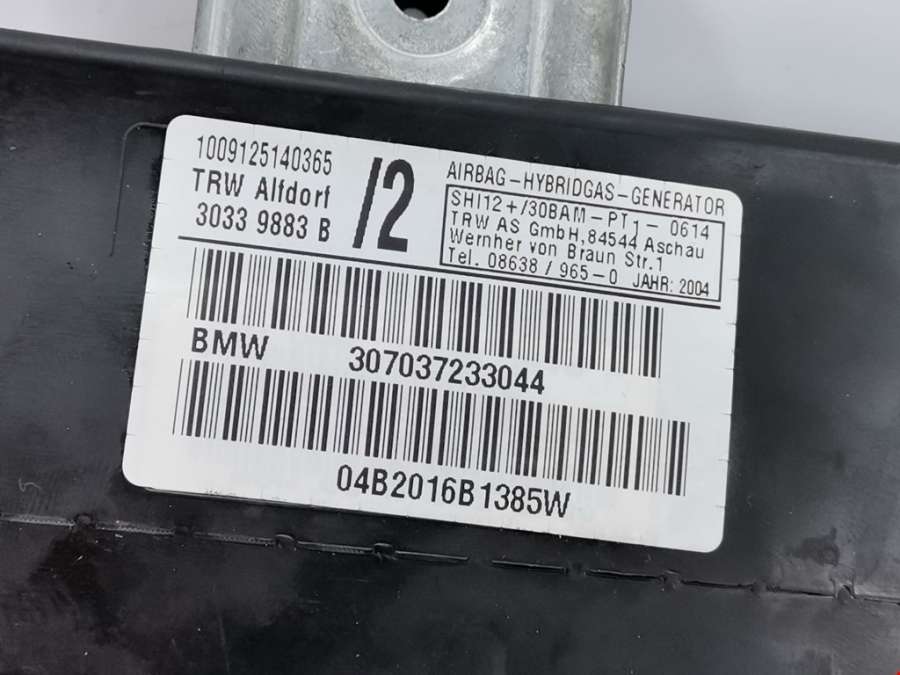 1009125140365
TRW Alfdorf
3033 9883 B
/2
AIRBAG-HYBRIDGAS-GENERATOR
SHI12+/30BAM-PT1- 0614
TRW AS GmbH,84544 Aschau
Wernher von Braun Str.1
Tel. 08638 / 965-0 JAHR: 2004
BMW 307037233044
04B2016B1385W